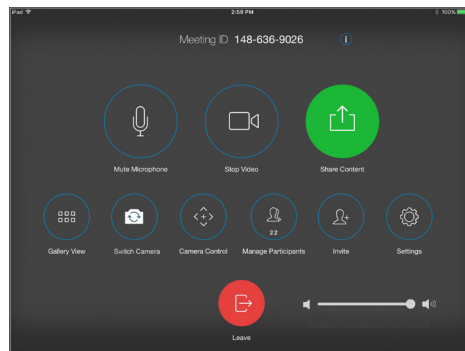 iPad 2:59 PM 100%
Meeting ID 148-636-9026
Mute Microphone Stop Video Share Content
22
Gallery View Switch Camera Camera Control Manage Participants Invite Settings
Leave